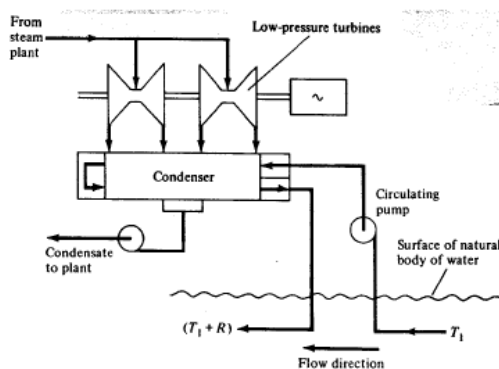 From
steam
plant
Low-pressure turbines
~
Condenser
Circulating
pump
Condensate
to plant
Surface of natural
body of water
(T₁ + R)
T₁
Flow direction